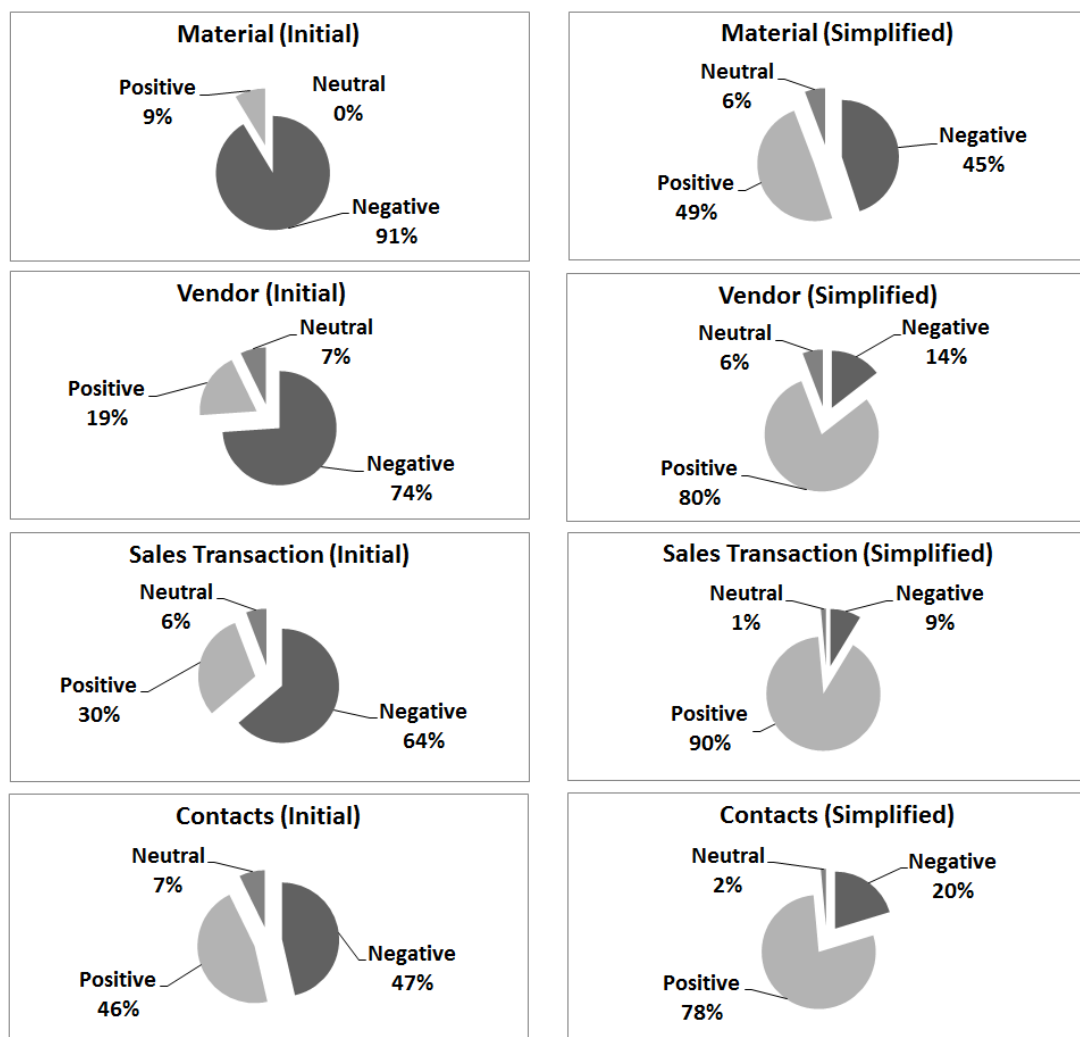 Material (Initial)
Positive
9%
Neutral
0%
Negative
91%
Material (Simplified)
Neutral
6%
Negative
45%
Positive
49%
Vendor (Initial)
Neutral
7%
Positive
19%
Negative
74%
Vendor (Simplified)
Neutral
6%
Negative
14%
Positive
80%
Sales Transaction (Initial)
Neutral
6%
Positive
30%
Negative
64%
Sales Transaction (Simplified)
Neutral
1%
Negative
9%
Positive
90%
Contacts (Initial)
Neutral
7%
Positive
46%
Negative
47%
Contacts (Simplified)
Neutral
2%
Negative
20%
Positive
78%